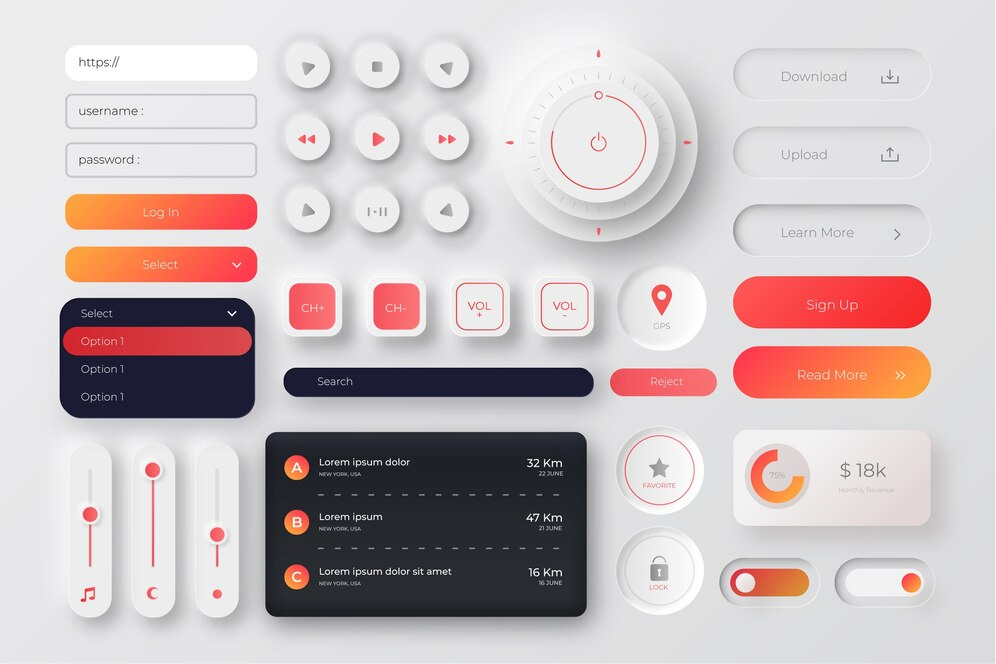 https://
username :
password :
Log In
Select
Select
Option 1
Option 1
Option 1
CH+
CH-
VOL
+
VOL
-
GPS
Search
Reject
Download
Upload
Learn More
Sign Up
Read More
A
Lorem ipsum dolor
NEW YORK, USA
32 Km
22 JUNE
B
Lorem ipsum
NEW YORK, USA
47 Km
21 JUNE
C
Lorem ipsum dolor sit amet
NEW YORK, USA
16 Km
16 JUNE
FAVORITE
LOCK
75%
$ 18k
Monthly Revenue